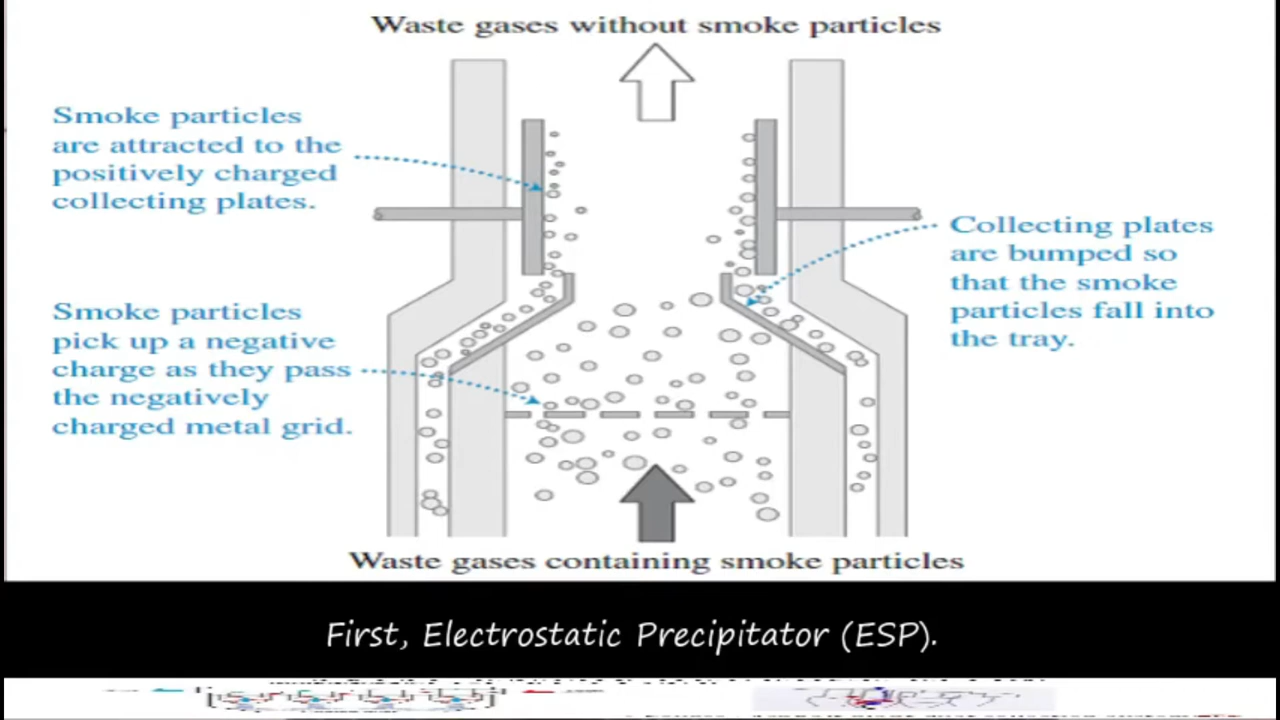 Waste gases without smoke particles
Smoke particles
are attracted to the
positively charged
collecting plates.
Collecting plates
are bumped so
that the smoke
particles fall into
the tray.
Smoke particles
pick up a negative
charge as they pass
the negatively
charged metal grid.
Waste gases containing smoke particles
First, Electrostatic Precipitator (ESP).